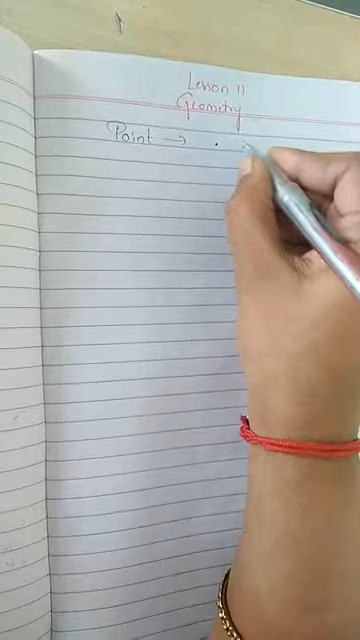 Lesson 11
Geometry
Point → .